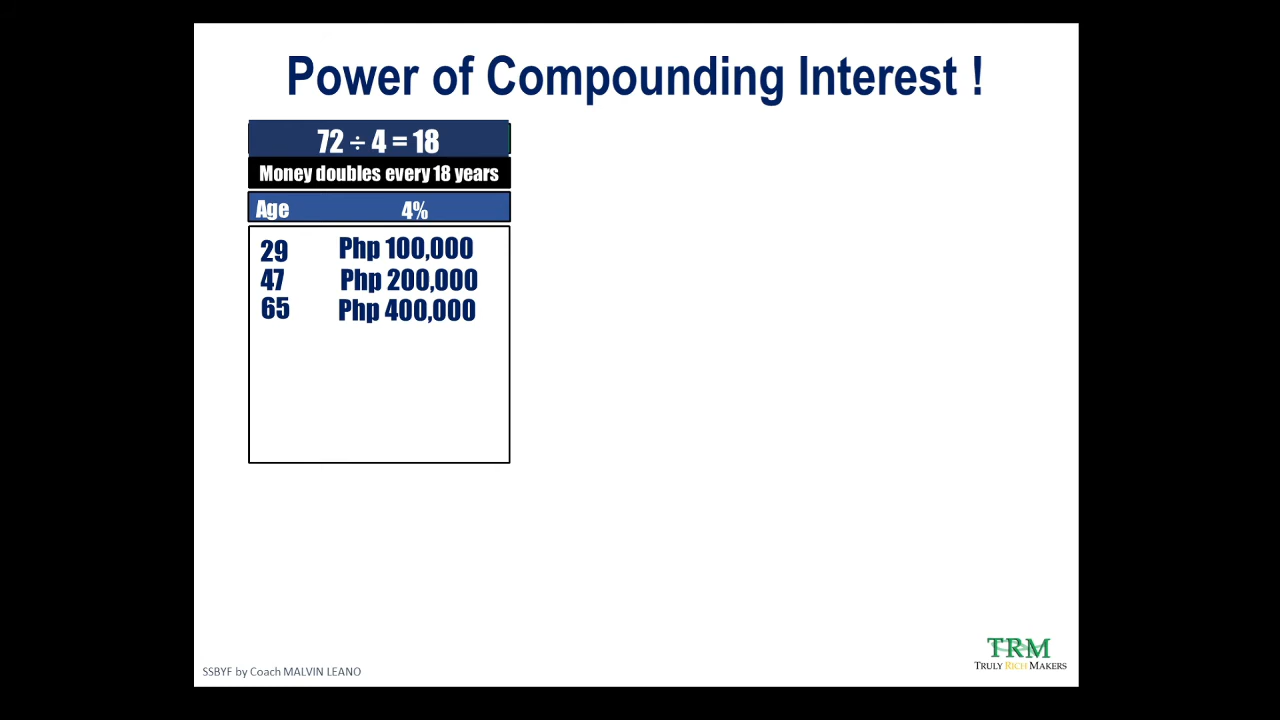 Power of Compounding Interest !
72 ÷ 4 = 18
Money doubles every 18 years
Age 4%
29 Php 100,000
47 Php 200,000
65 Php 400,000
TRM
TRULY RICH MAKERS
SSBYF by Coach MALVIN LEANO